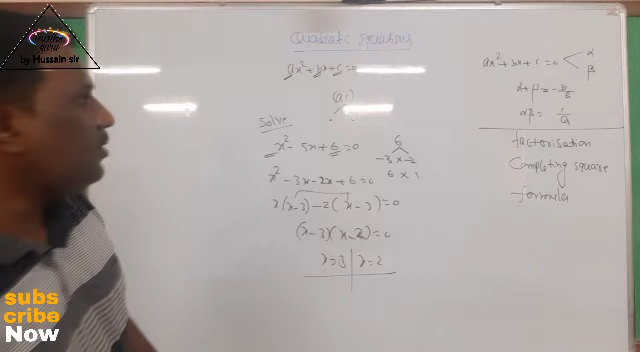 by Hussain sir
Quadratic Equations
ax² + bx + c = 0
Solve
x² - 5x + 6 = 0
6
-3 × -2
6 × 1
x² - 3x - 2x + 6 = 0
x(x-3) - 2(x-3) = 0
(x-3)(x-2) = 0
x=3 | x=2
ax² + bx + c = 0
α
β
α + β = -b/a
αβ = c/a
factorisation
Completing square
formula
subs
cribe
Now